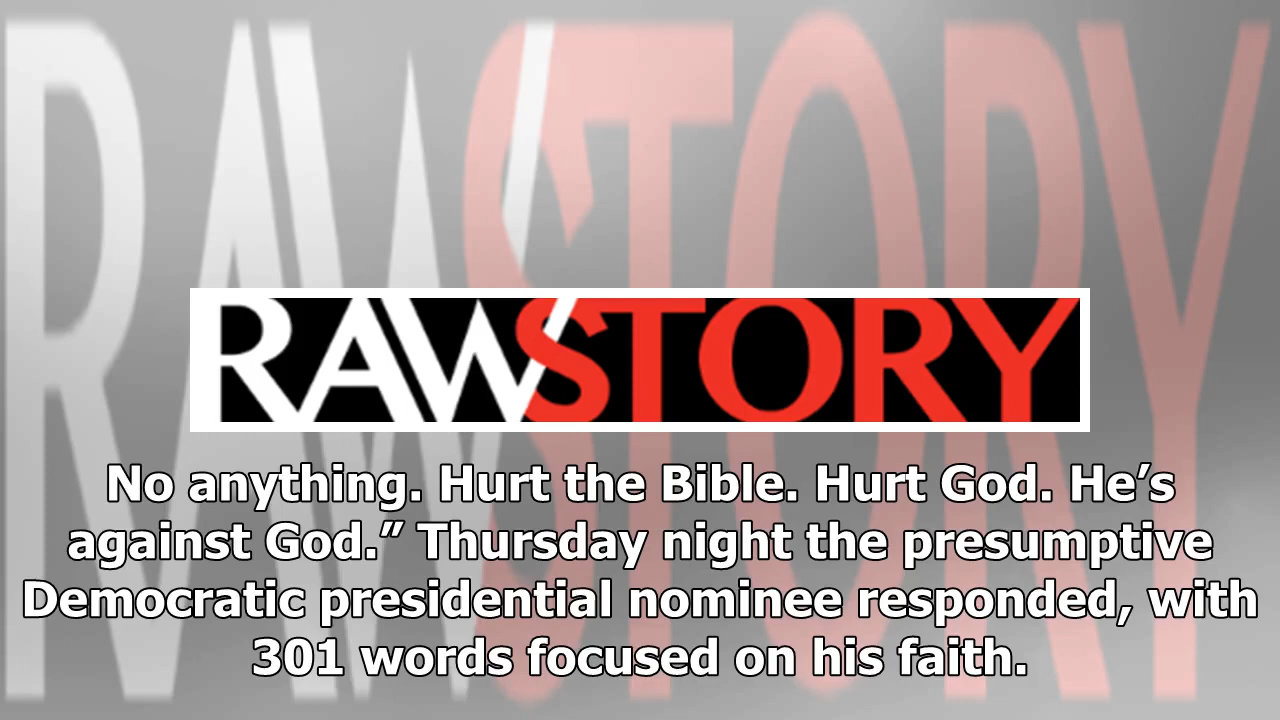 RAWSTORY
RAWSTORY
No anything. Hurt the Bible. Hurt God. He’s
against God.” Thursday night the presumptive
Democratic presidential nominee responded, with
301 words focused on his faith.